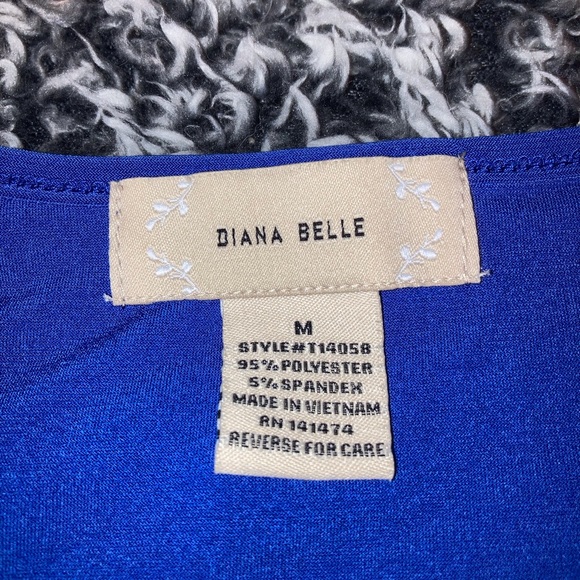 DIANA BELLE
M
STYLE#T14058
95% POLYESTER
5% SPANDEX
MADE IN VIETNAM
RN 141474
REVERSE FOR CARE